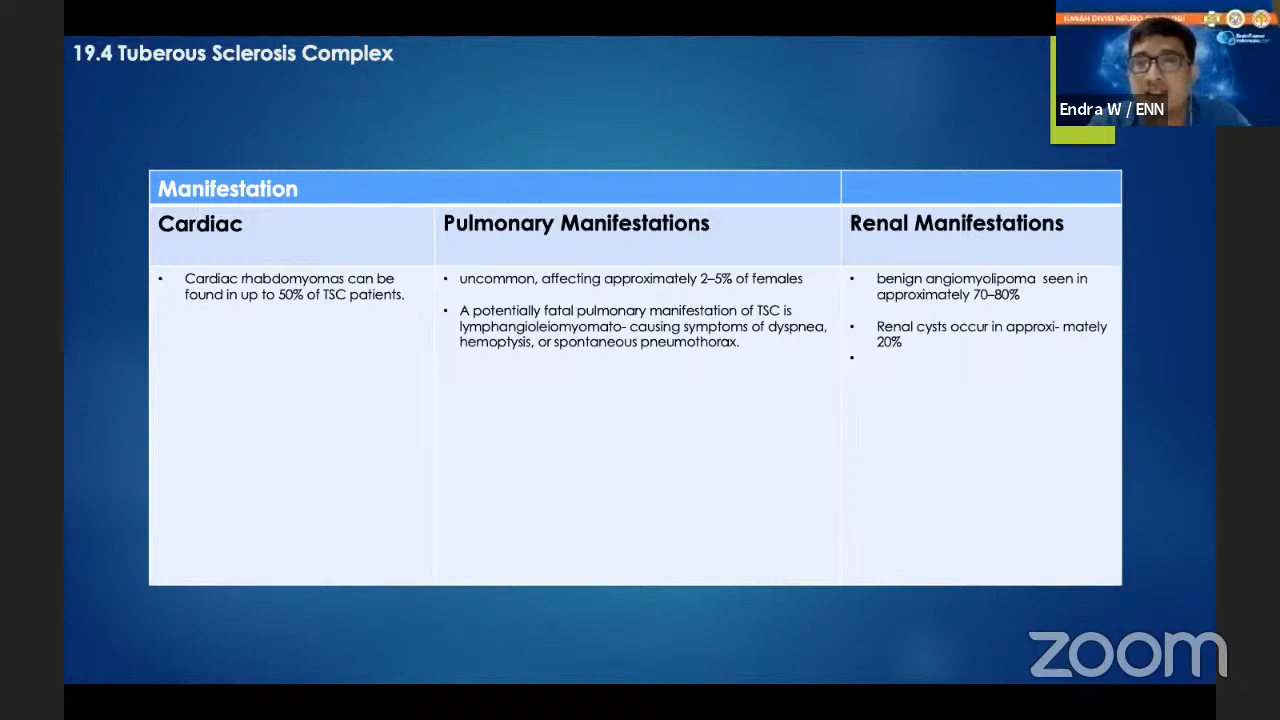 19.4 Tuberous Sclerosis Complex
ILMIAH DIVISI NEURO
Endra W / ENN
Manifestation
Cardiac
Pulmonary Manifestations
Renal Manifestations
• Cardiac rhabdomyomas can be
found in up to 50% of TSC patients.
• uncommon, affecting approximately 2–5% of females
• A potentially fatal pulmonary manifestation of TSC is
lymphangioleiomyomato- causing symptoms of dyspnea,
hemoptysis, or spontaneous pneumothorax.
• benign angiomyolipoma seen in
approximately 70–80%
• Renal cysts occur in approxi- mately
20%
•
zoom